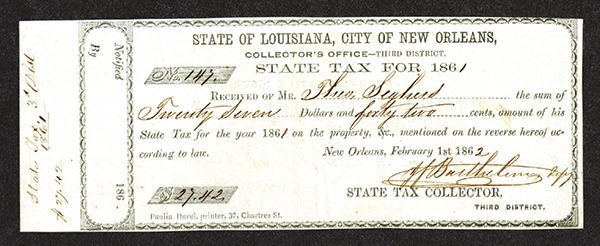 State Tax 3d Dist
1861
$27.42
Notified
By
186
STATE OF LOUISIANA, CITY OF NEW ORLEANS,
COLLECTOR'S OFFICE—THIRD DISTRICT.
STATE TAX FOR 1861
No. 147.
RECEIVED OF MR. Theo. Seghers the sum of
Twenty Seven Dollars and forty two cents, amount of his
State Tax for the year 1861 on the property, &c., mentioned on the reverse hereof ac-
cording to law. New Orleans, February 1st 1862
Barthelemy Depy
$27.42.
STATE TAX COLLECTOR,
THIRD DISTRICT.
Paulin Durel, printer, 37, Chartres St.